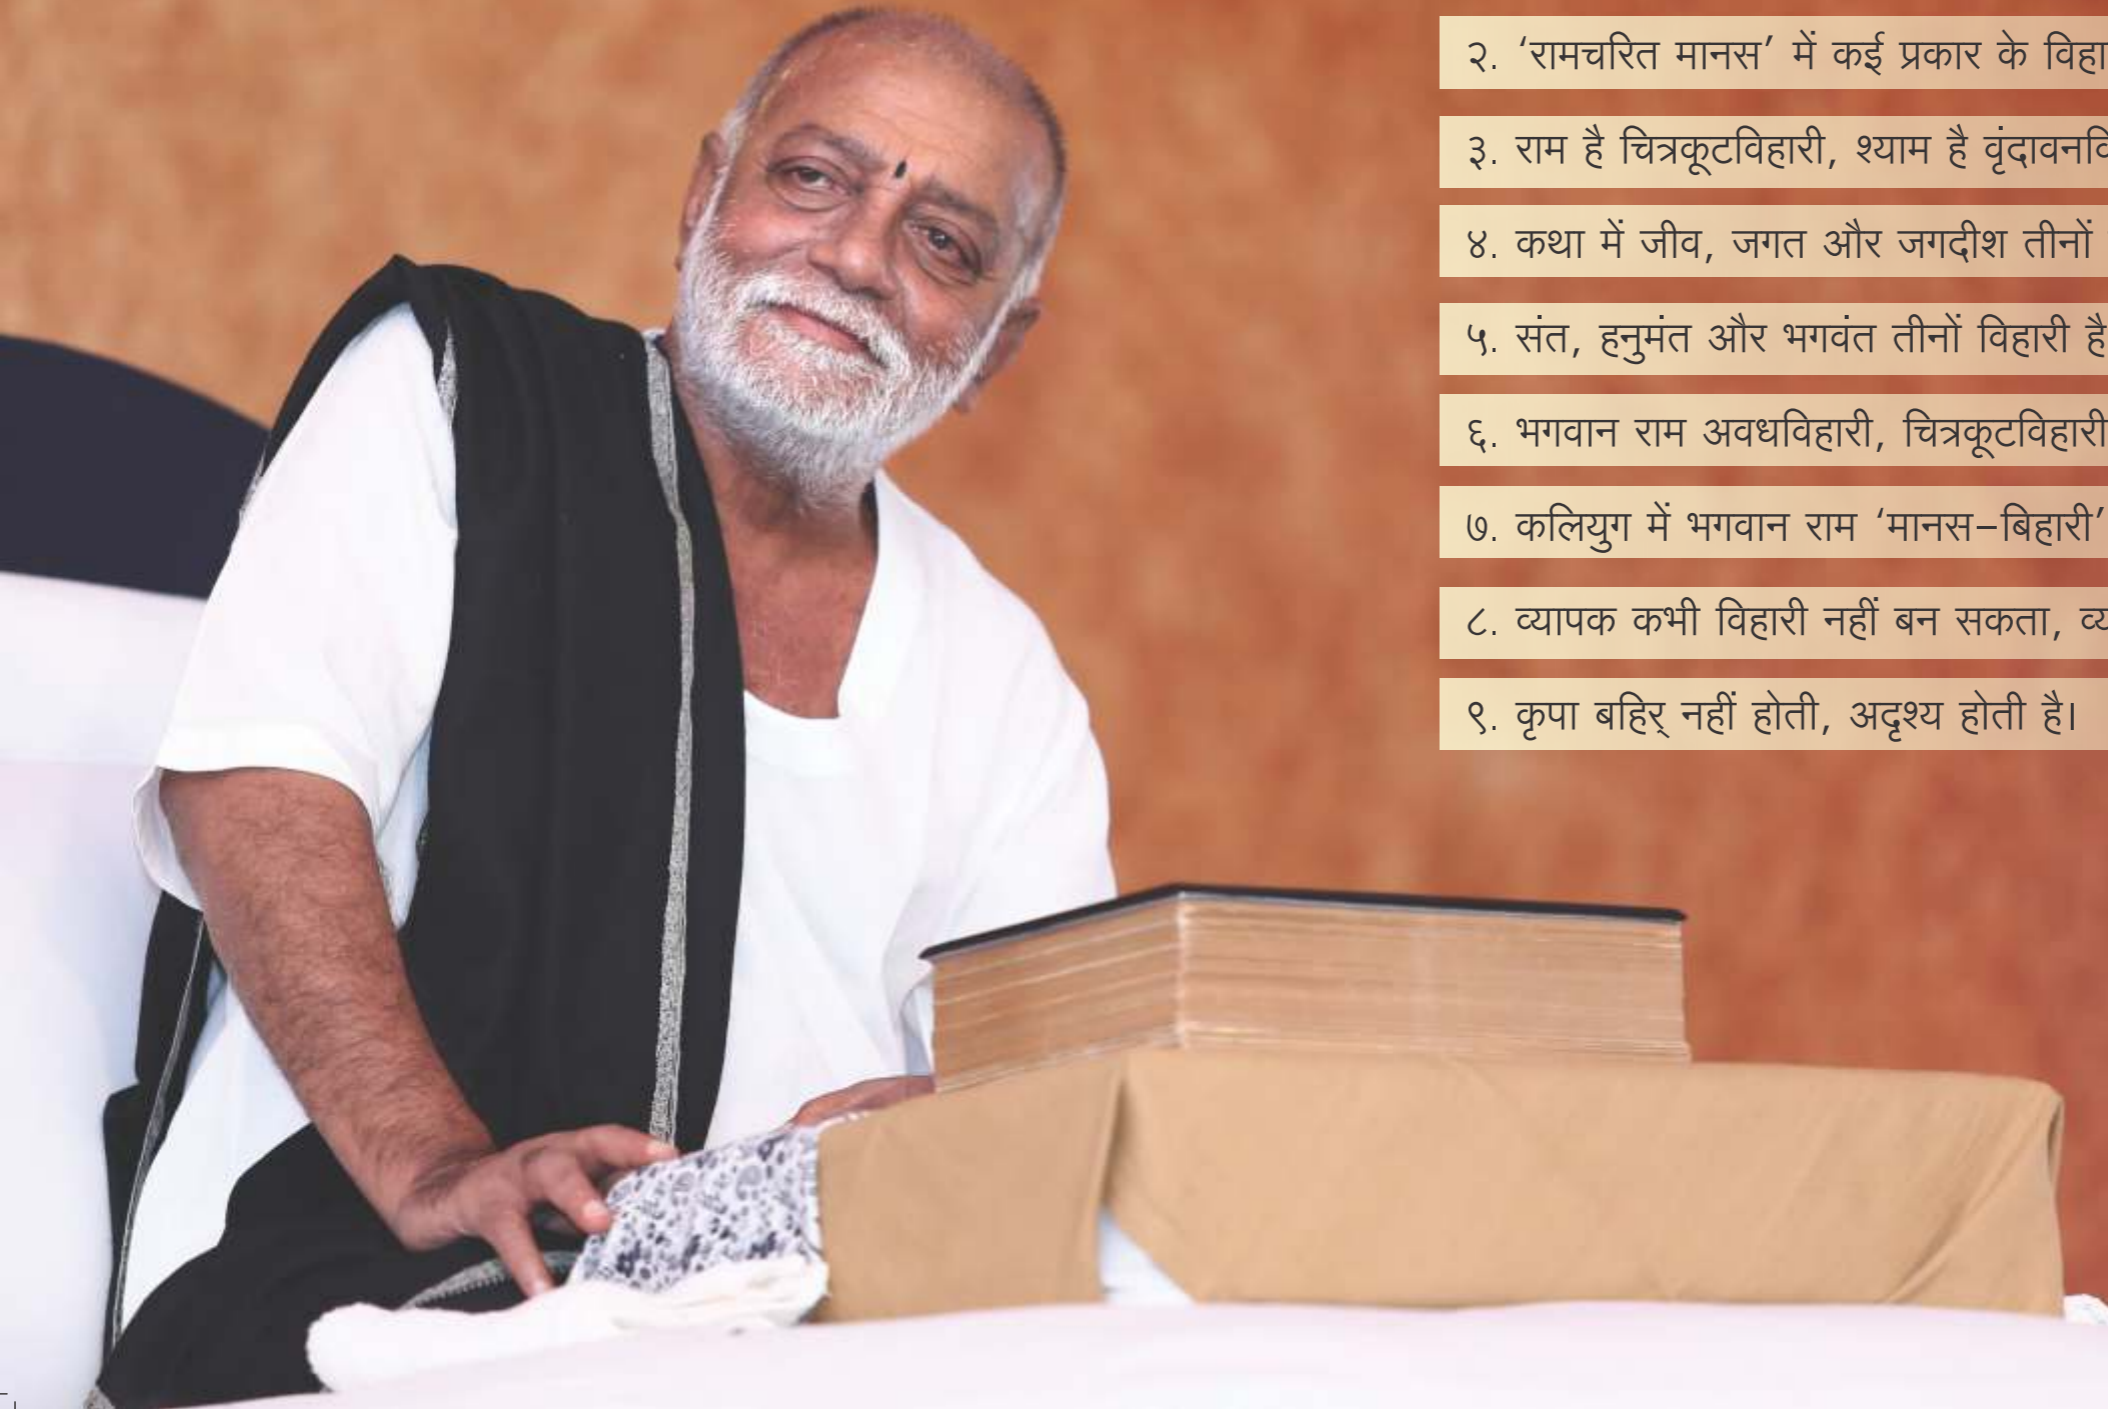 २. ‘रामचरित मानस’ में कई प्रकार के
३. राम है चित्रकूटविहारी, श्याम है
४. कथा में जीव, जगत और जगदीश तीनों
५. संत, हनुमंत और भगवंत तीनों विहारी है
६. भगवान राम अवधविहारी, चित्रकूटविहारी
७. कलियुग में भगवान राम ‘मानस-बिहारी’
८. व्यापक कभी विहारी नहीं बन सकता,
९. कृपा बहिर् नहीं होती, अदृश्य होती है।